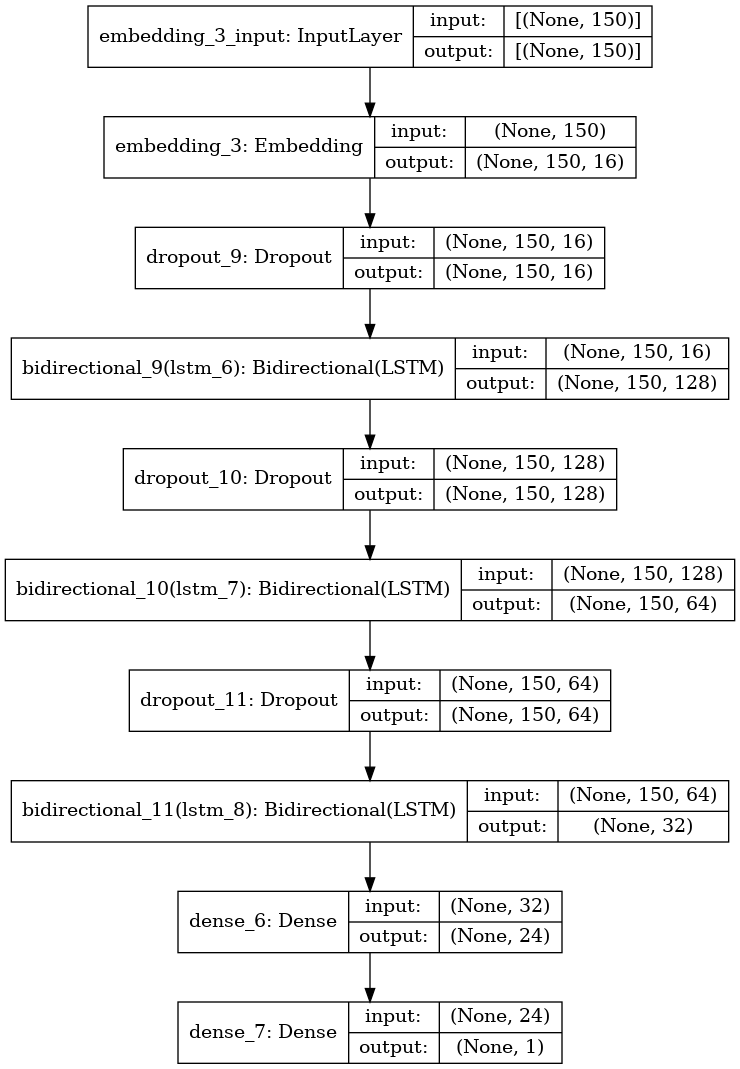 embedding_3_input: InputLayer
input: [(None, 150)]
output: [(None, 150)]
embedding_3: Embedding
input: (None, 150)
output: (None, 150, 16)
dropout_9: Dropout
input: (None, 150, 16)
output: (None, 150, 16)
bidirectional_9(lstm_6): Bidirectional(LSTM)
input: (None, 150, 16)
output: (None, 150, 128)
dropout_10: Dropout
input: (None, 150, 128)
output: (None, 150, 128)
bidirectional_10(lstm_7): Bidirectional(LSTM)
input: (None, 150, 128)
output: (None, 150, 64)
dropout_11: Dropout
input: (None, 150, 64)
output: (None, 150, 64)
bidirectional_11(lstm_8): Bidirectional(LSTM)
input: (None, 150, 64)
output: (None, 32)
dense_6: Dense
input: (None, 32)
output: (None, 24)
dense_7: Dense
input: (None, 24)
output: (None, 1)